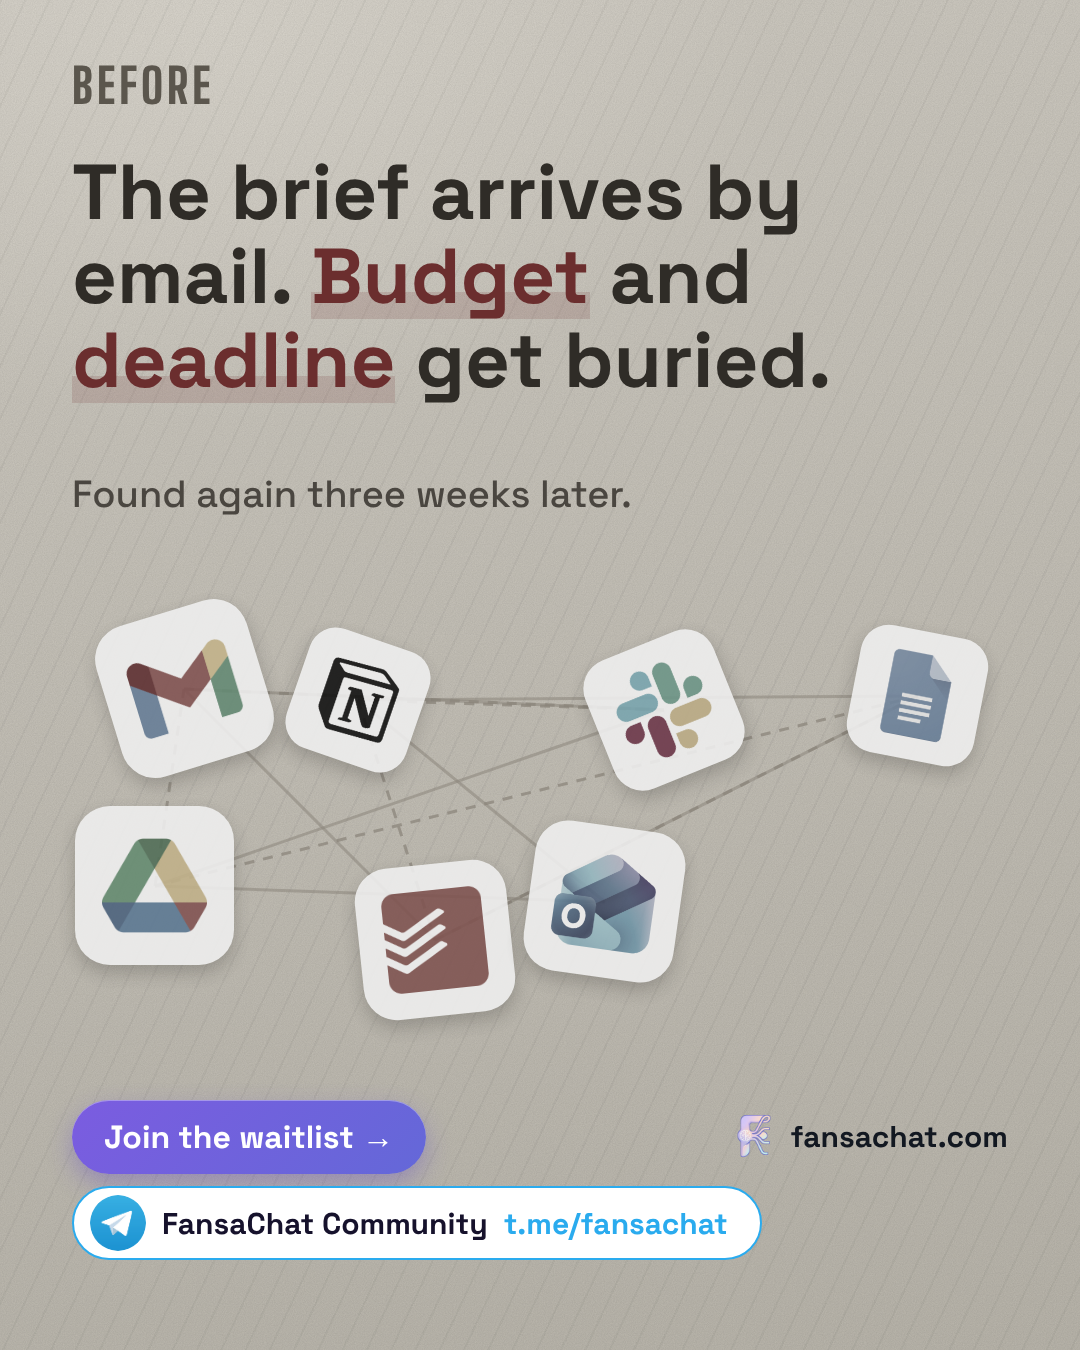 BEFORE
The brief arrives by
email. Budget and
deadline get buried.
Found again three weeks later.
N
O
Join the waitlist →
fansachat.com
FansaChat Community t.me/fansachat